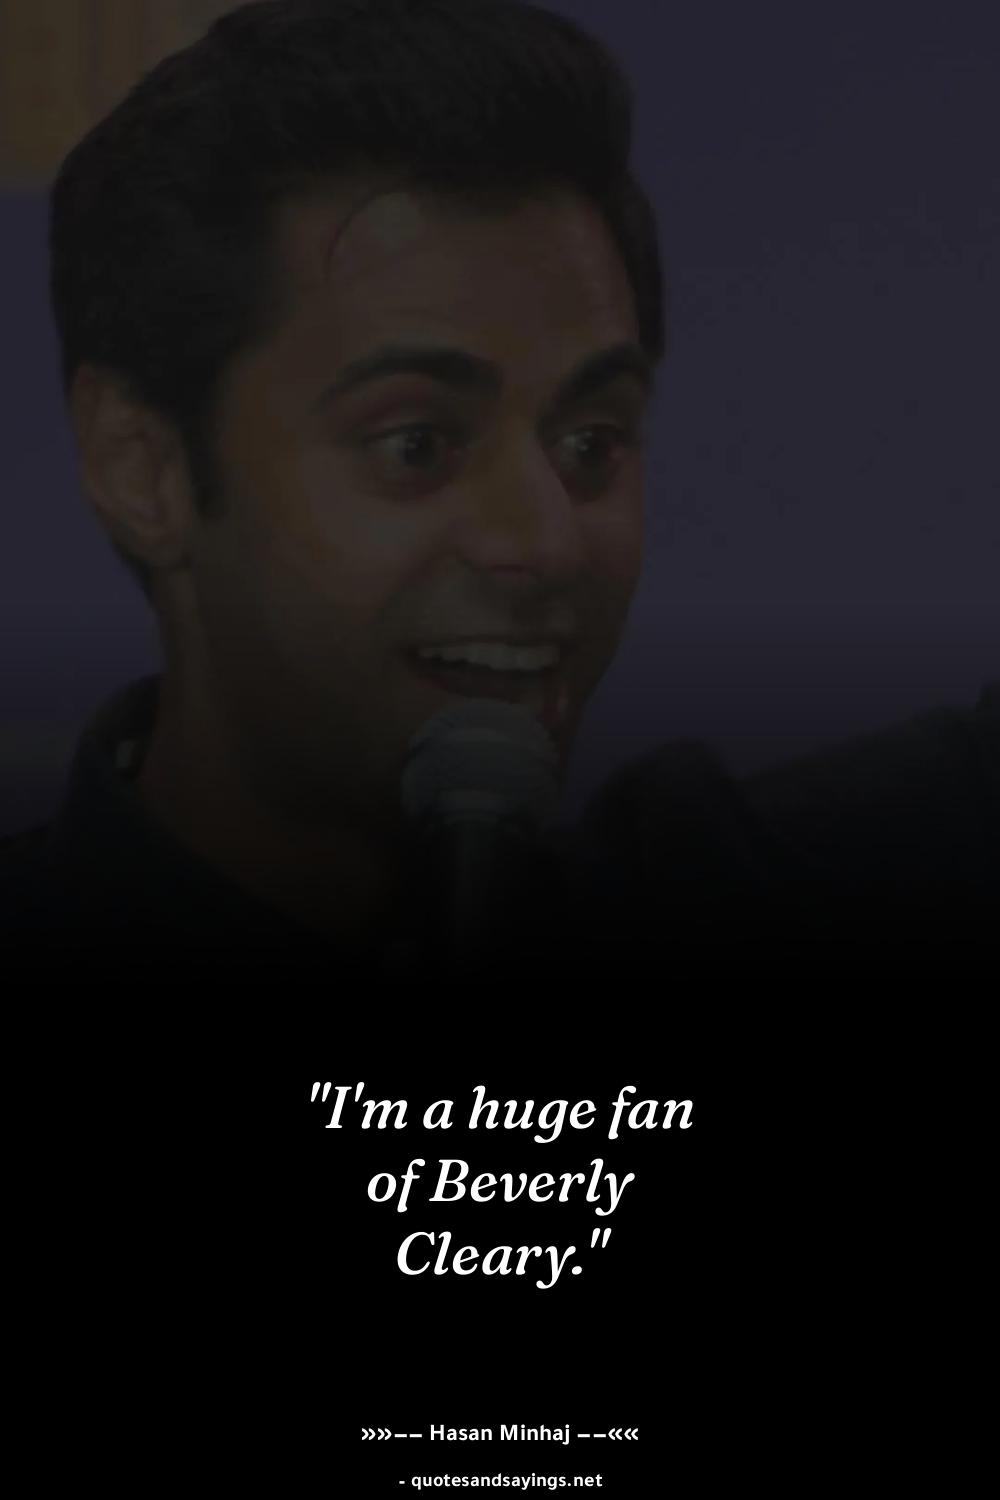 "I'm a huge fan
of Beverly
Cleary."
»»−− Hasan Minhaj −−««
- quotesandsayings.net